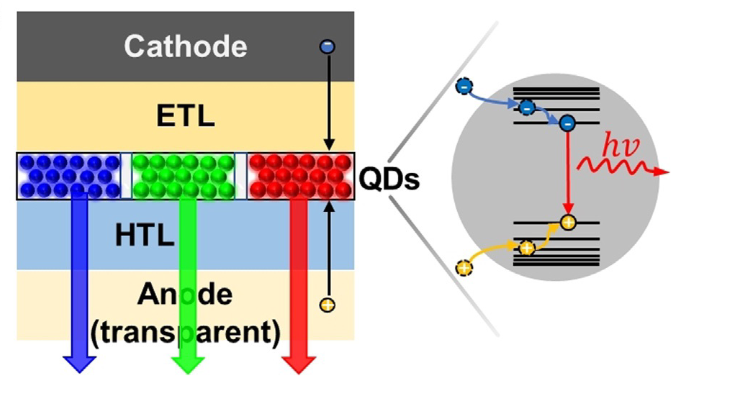 Cathode
ETL
QDs
HTL
Anode
(transparent)
hν